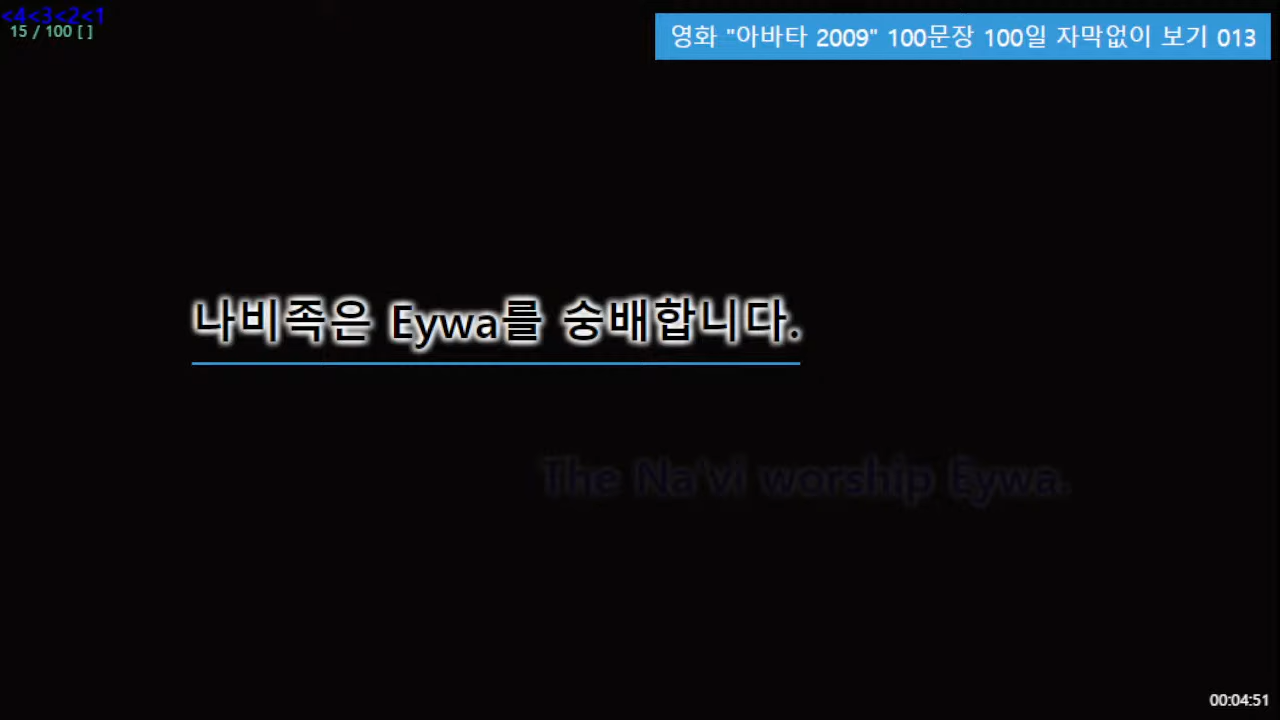 <4<3<2<1
15 / 100 [ ]
영화 "아바타 2009" 100문장 100일 자막없이 보기 013
나비족은 Eywa를 숭배합니다.
The Na'vi worship Eywa.
00:04:51